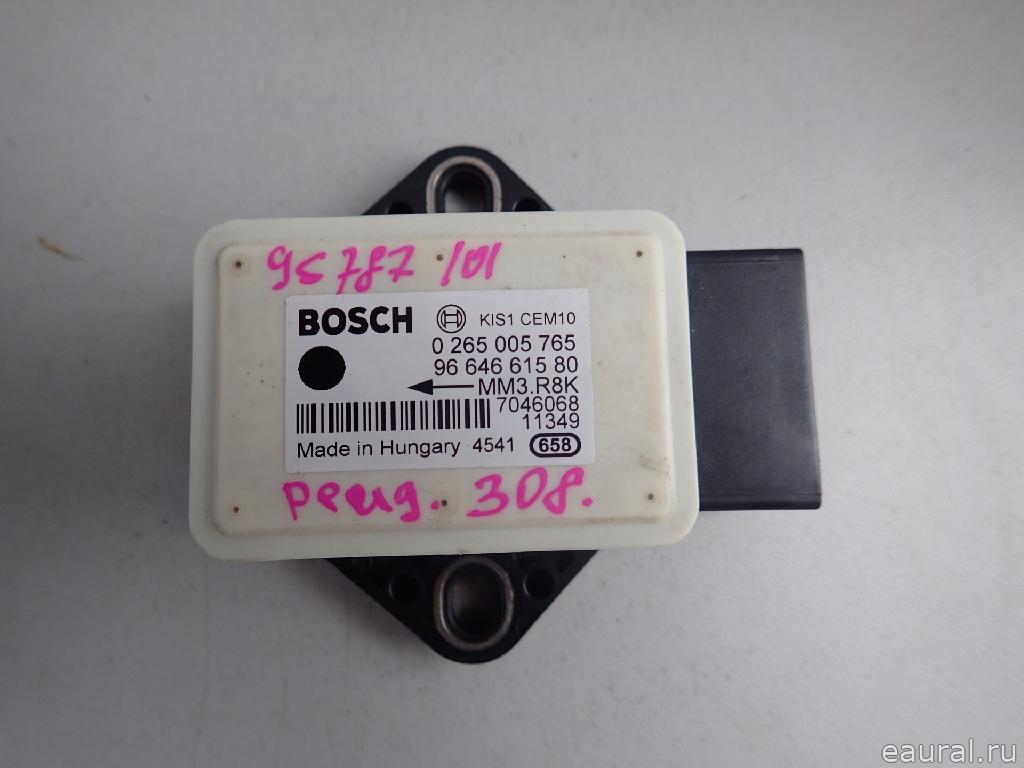 95787/01
BOSCH KIS1 CEM10
0 265 005 765
96 646 615 80
MM3.R8K
7046068
11349
Made in Hungary 4541 658
peug. 308.
eaural.ru